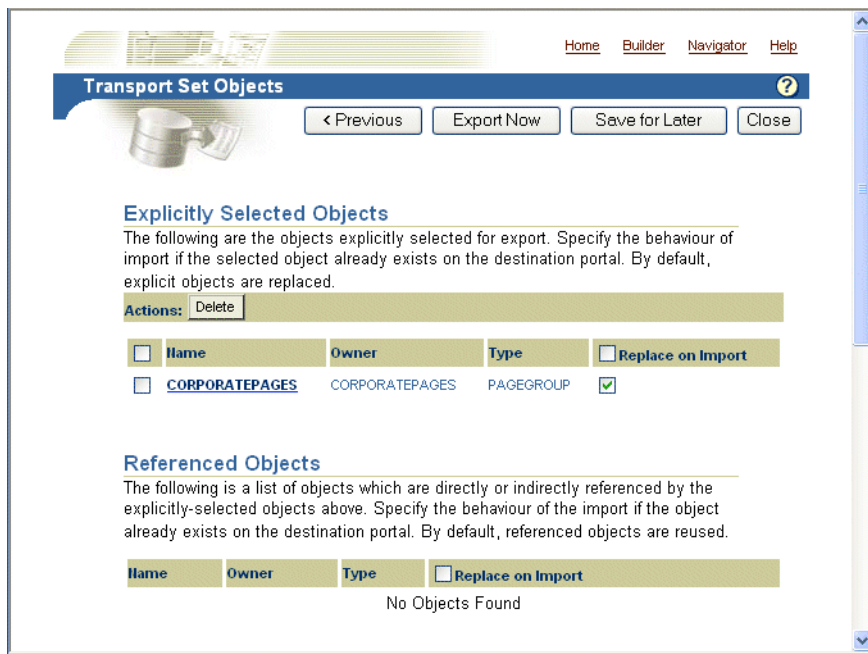 Home Builder Navigator Help
Transport Set Objects ?
< Previous Export Now Save for Later Close
Explicitly Selected Objects
The following are the objects explicitly selected for export. Specify the behaviour of
import if the selected object already exists on the destination portal. By default,
explicit objects are replaced.
Actions: Delete
Name Owner Type Replace on Import
CORPORATEPAGES CORPORATEPAGES PAGEGROUP
Referenced Objects
The following is a list of objects which are directly or indirectly referenced by the
explicitly-selected objects above. Specify the behaviour of the import if the object
already exists on the destination portal. By default, referenced objects are reused.
Name Owner Type Replace on Import
No Objects Found